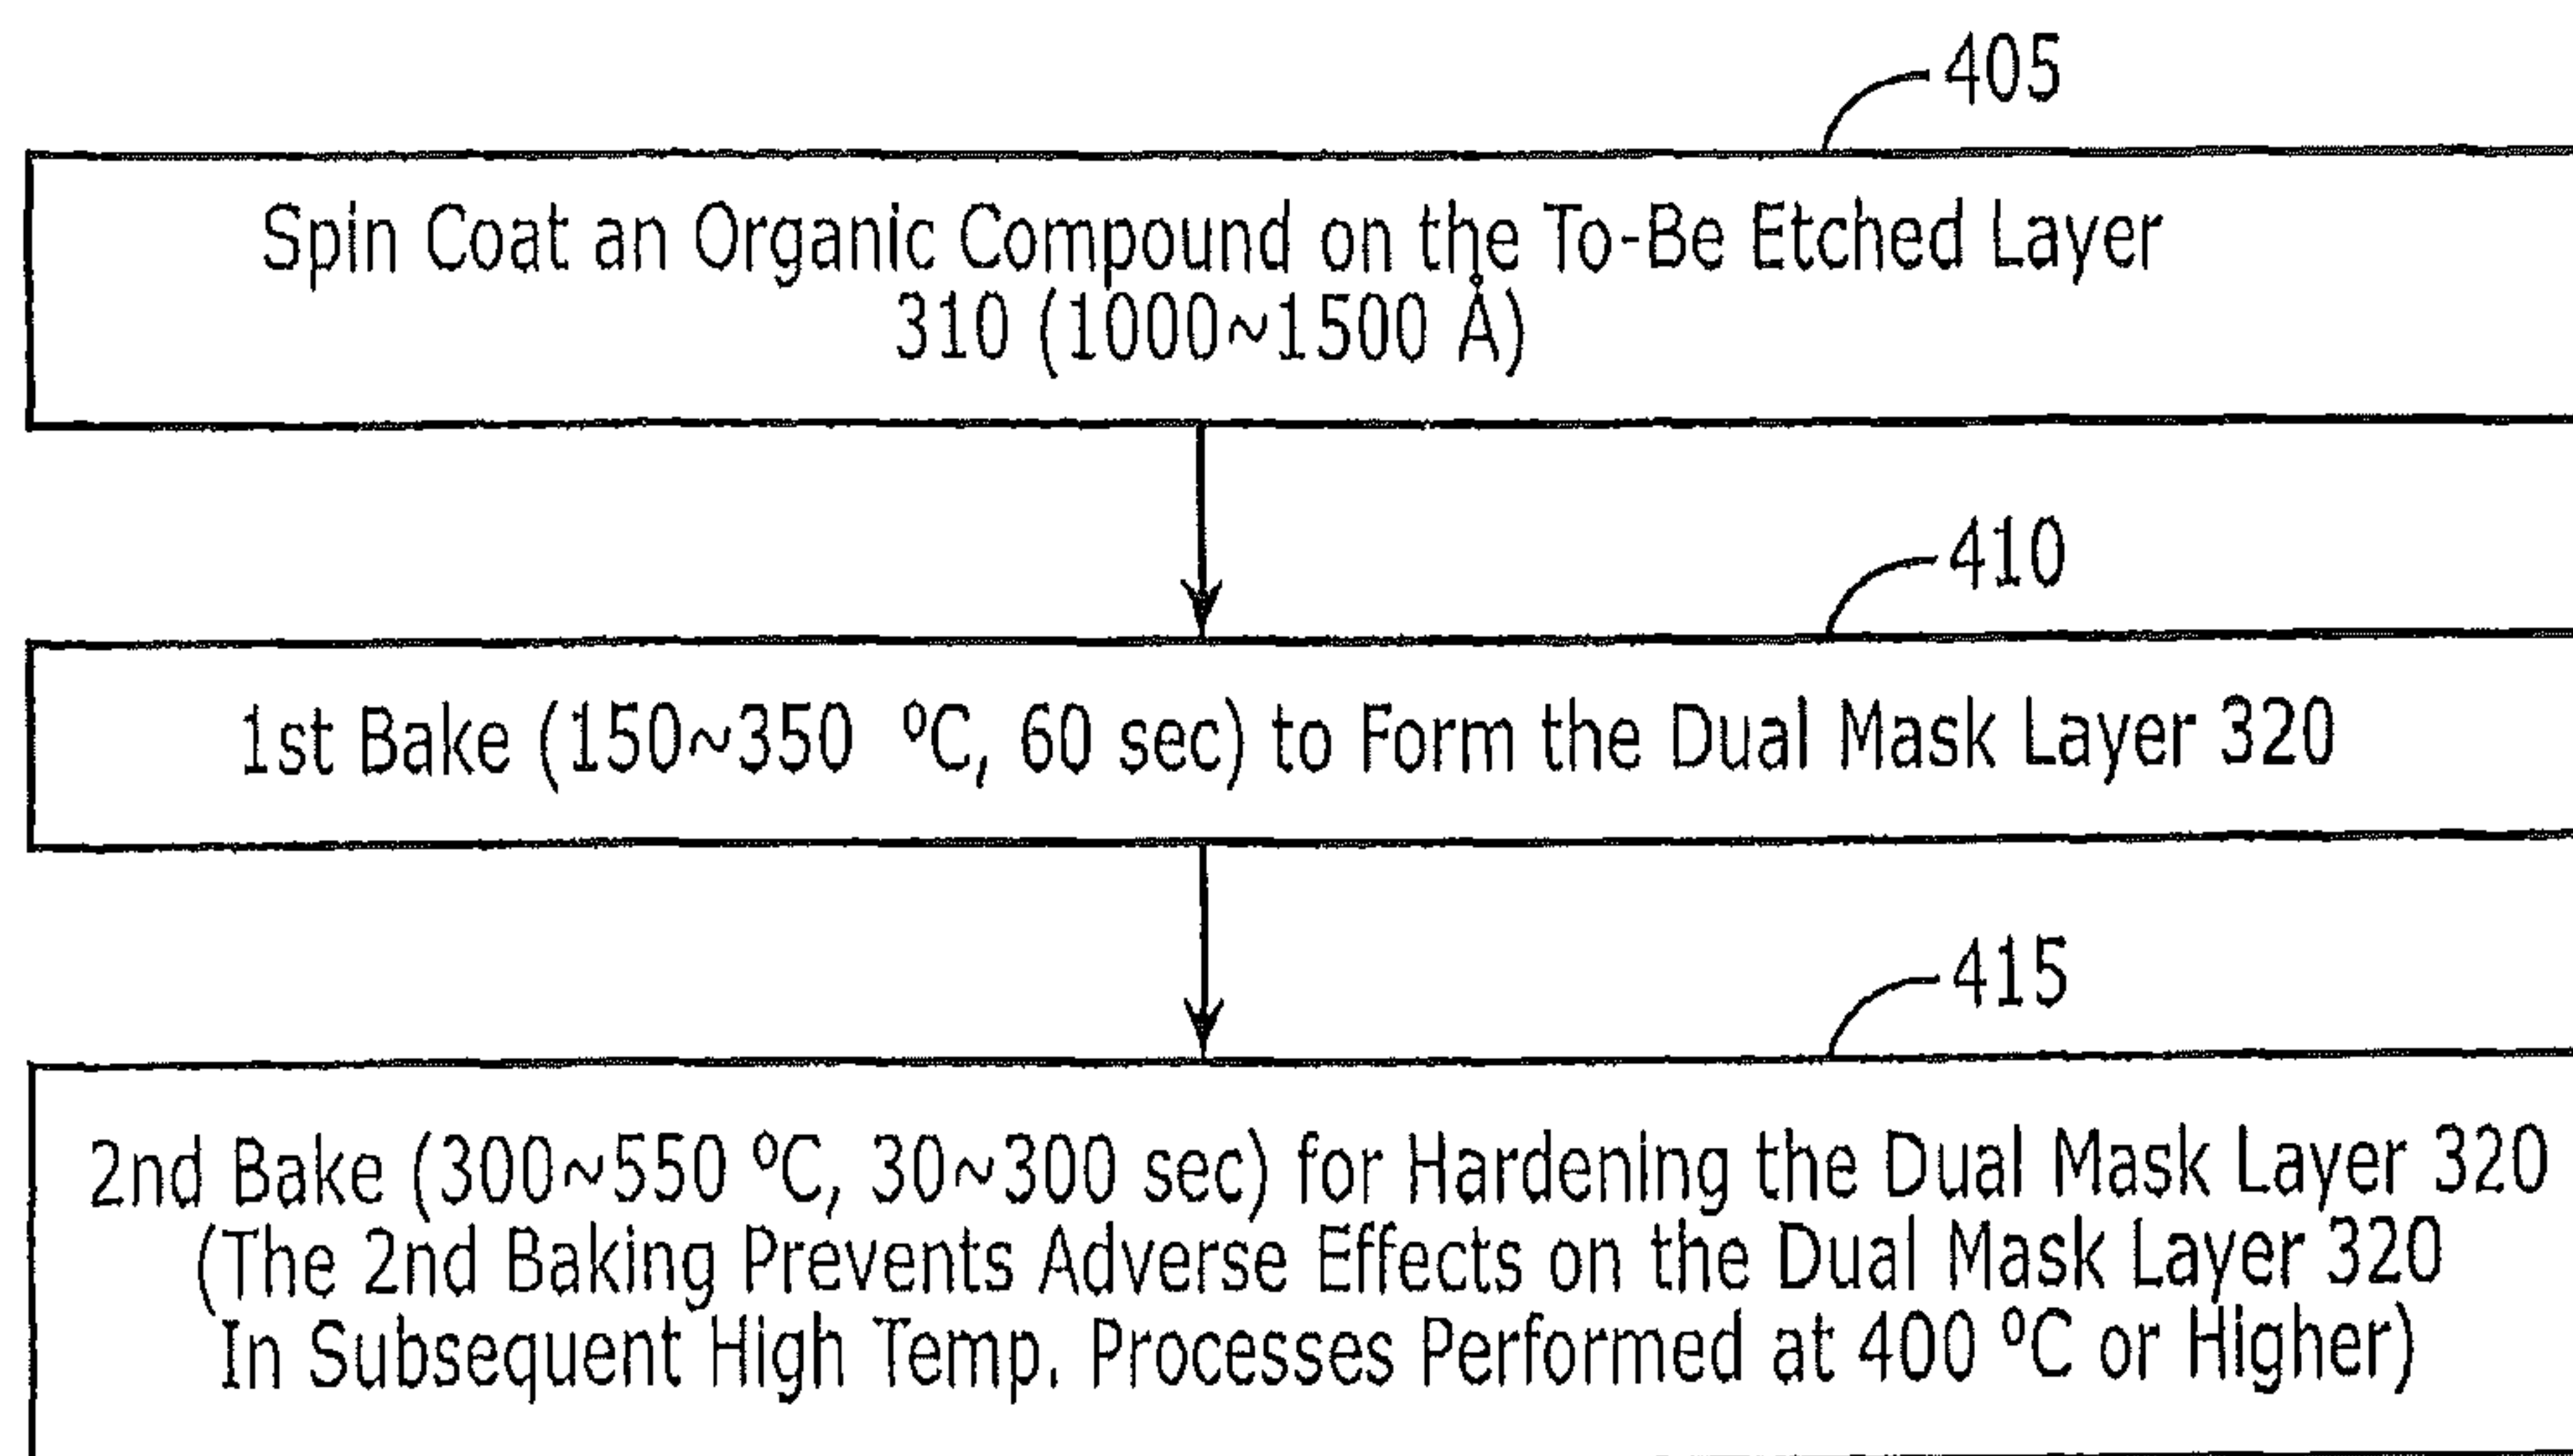 405
Spin Coat an Organic Compound on the To-Be Etched Layer
310 (1000~1500 Å)
410
1st Bake (150~350 ºC, 60 sec) to Form the Dual Mask Layer 320
415
2nd Bake (300~550 ºC, 30~300 sec) for Hardening the Dual Mask Layer 320
(The 2nd Baking Prevents Adverse Effects on the Dual Mask Layer 320
In Subsequent High Temp. Processes Performed at 400 ºC or Higher)